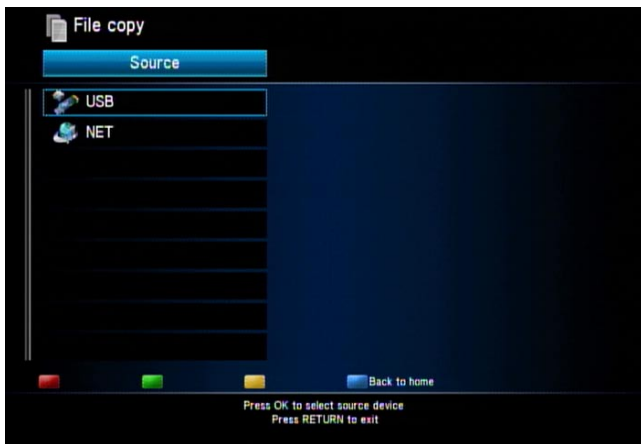 File copy
Source
USB
NET
Back to home
Press OK to select source device
Press RETURN to exit